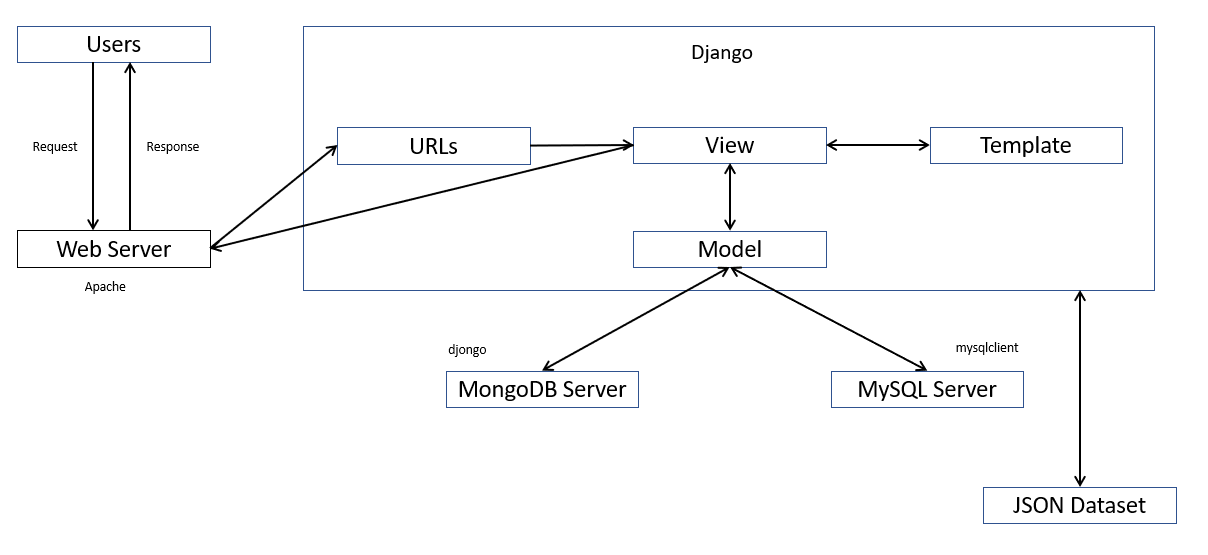 Users
Django
URLs
View
Template
Request
Response
Web Server
Model
Apache
djongo
mysqlclient
MongoDB Server
MySQL Server
JSON Dataset